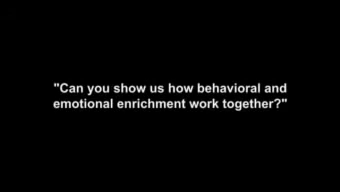 "Can you show us how behavioral and
emotional enrichment work together?"